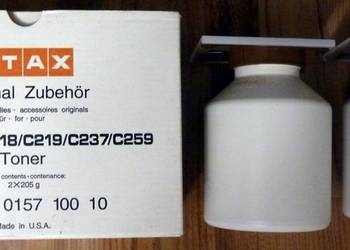 TAX
nal Zubehör
lies · accessoires originals
für · for · pour
18/C219/C237/C259
Toner
contents·contenance:
2×205 g
0157 100 10
Made in U.S.A.